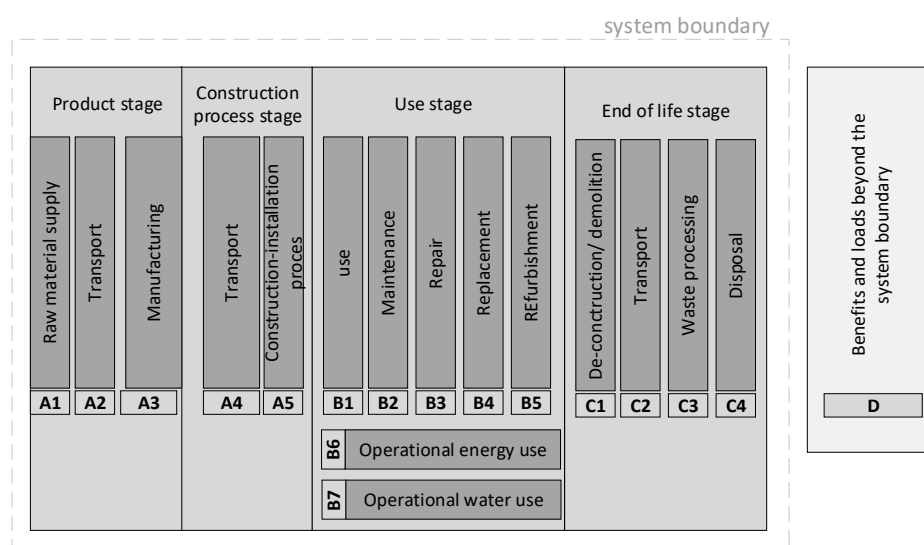 system boundary
Product stage
Construction
process stage
Use stage
End of life stage
Raw material supply
Transport
Manufacturing
Transport
Construction-installation
proces
use
Maintenance
Repair
Replacement
REfurbishment
De-conctruction/ demolition
Transport
Waste processing
Disposal
Benefits and loads beyond the
system boundary
A1
A2
A3
A4
A5
B1
B2
B3
B4
B5
C1
C2
C3
C4
D
B6
Operational energy use
B7
Operational water use